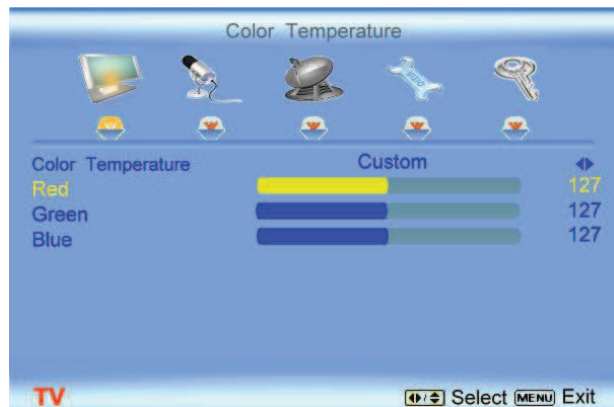 Color Temperature
Color Temperature Custom
Red 127
Green 127
Blue 127
TV Select MENU Exit